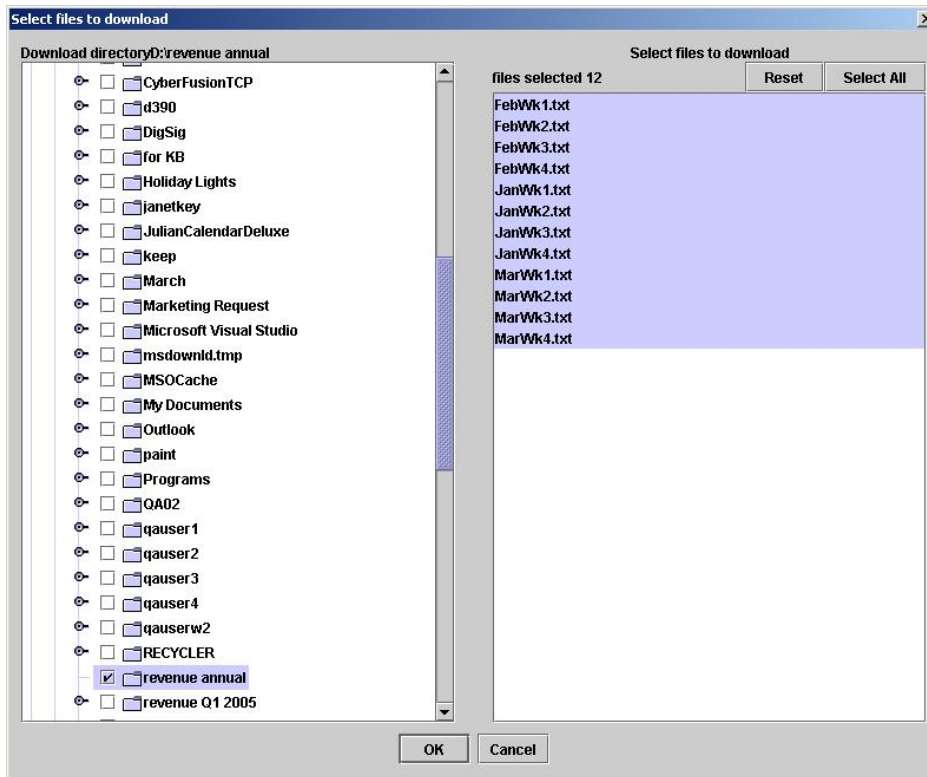 Select files to download
Download directoryD:\revenue annual
CyberFusionTCP
d390
DigSig
for KB
Holiday Lights
janetkey
JulianCalendarDeluxe
keep
March
Marketing Request
Microsoft Visual Studio
msdownld.tmp
MSOCache
My Documents
Outlook
paint
Programs
QA02
qauser1
qauser2
qauser3
qauser4
qauserw2
RECYCLER
revenue annual
revenue Q1 2005
Select files to download
files selected 12
Reset
Select All
FebWk1.txt
FebWk2.txt
FebWk3.txt
FebWk4.txt
JanWk1.txt
JanWk2.txt
JanWk3.txt
JanWk4.txt
MarWk1.txt
MarWk2.txt
MarWk3.txt
MarWk4.txt
OK
Cancel